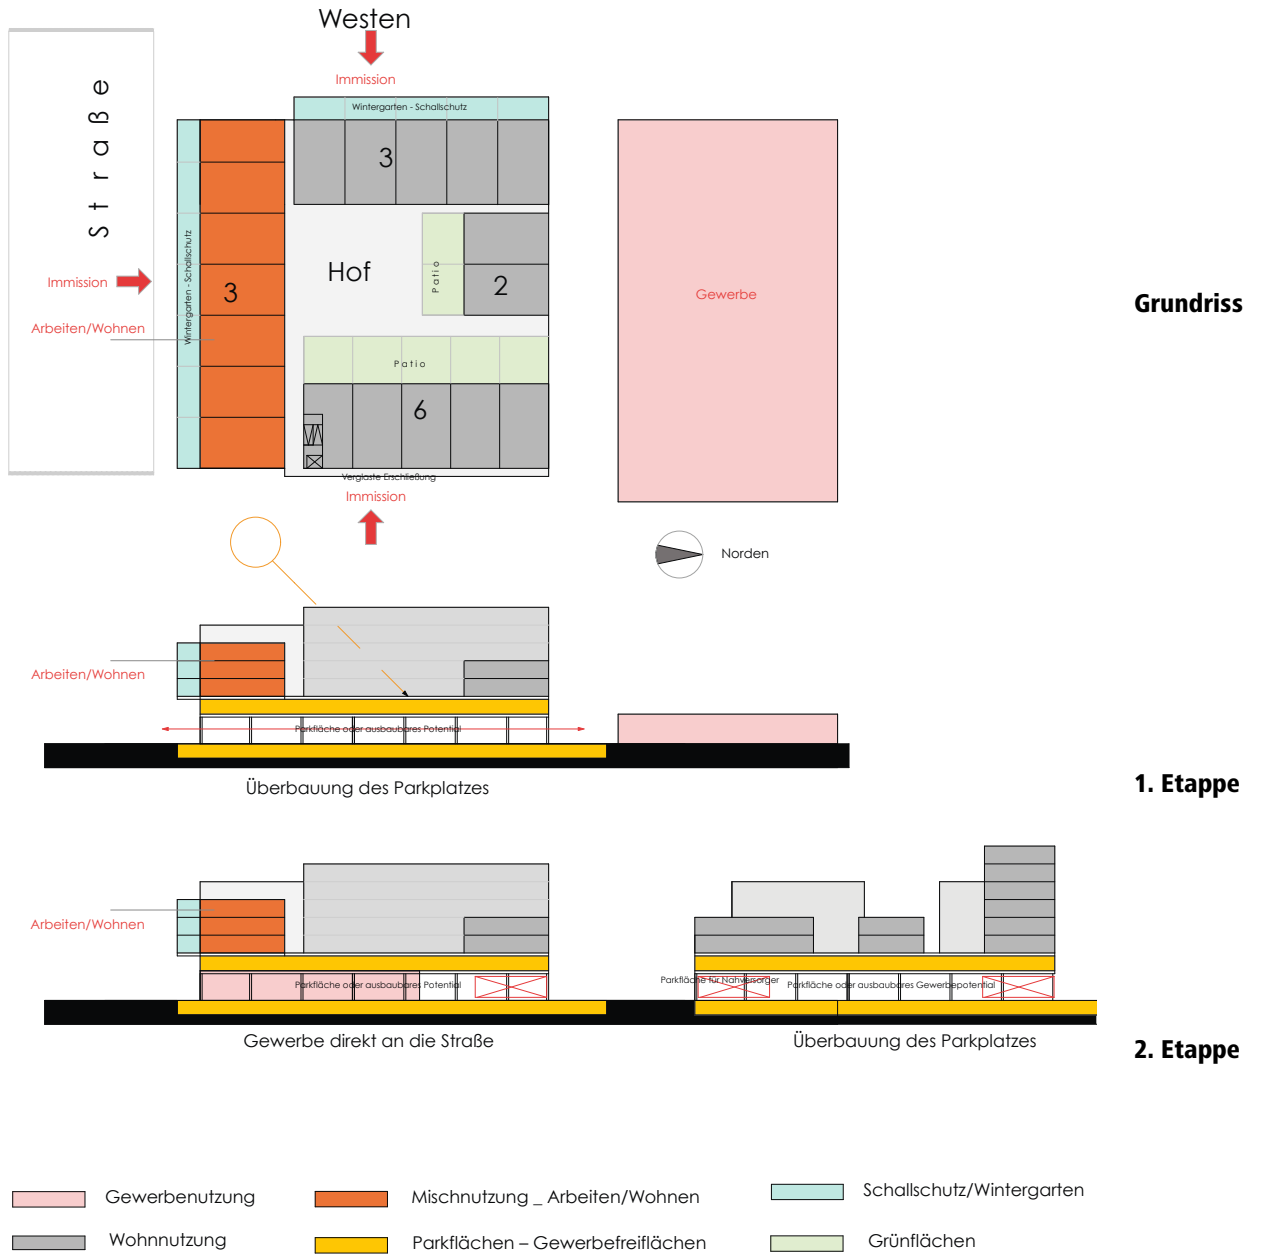 Westen
Immission
Wintergarten - Schallschutz
Straße
3
Wintergarten - Schallschutz
Hof
Patio
2
Immission
3
Gewerbe
Grundriss
Arbeiten/Wohnen
Patio
6
Verglaste Erschließung
Immission
Norden
Arbeiten/Wohnen
Parkfläche oder ausbaubares Potential
Überbauung des Parkplatzes
1. Etappe
Arbeiten/Wohnen
Parkfläche oder ausbaubares Potential
Parkfläche für Nahversorger
Parkfläche oder ausbaubares Gewerbepotential
Gewerbe direkt an die Straße
Überbauung des Parkplatzes
2. Etappe
Gewerbenutzung
Mischnutzung _ Arbeiten/Wohnen
Schallschutz/Wintergarten
Wohnnutzung
Parkflächen – Gewerbefreiflächen
Grünflächen